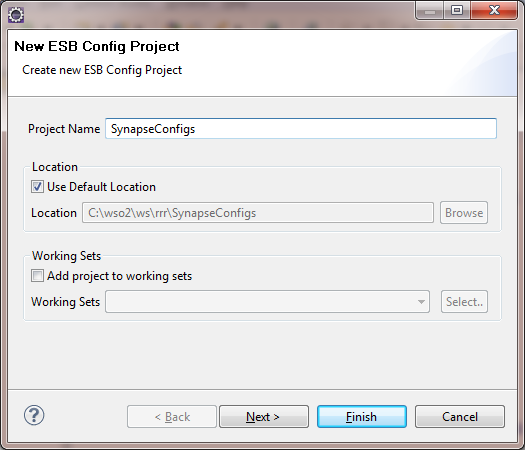 New ESB Config Project
Create new ESB Config Project
Project Name SynapseConfigs
Location
Use Default Location
Location C:\wso2\ws\rrr\SynapseConfigs Browse
Working Sets
Add project to working sets
Working Sets Select..
? < Back Next > Finish Cancel